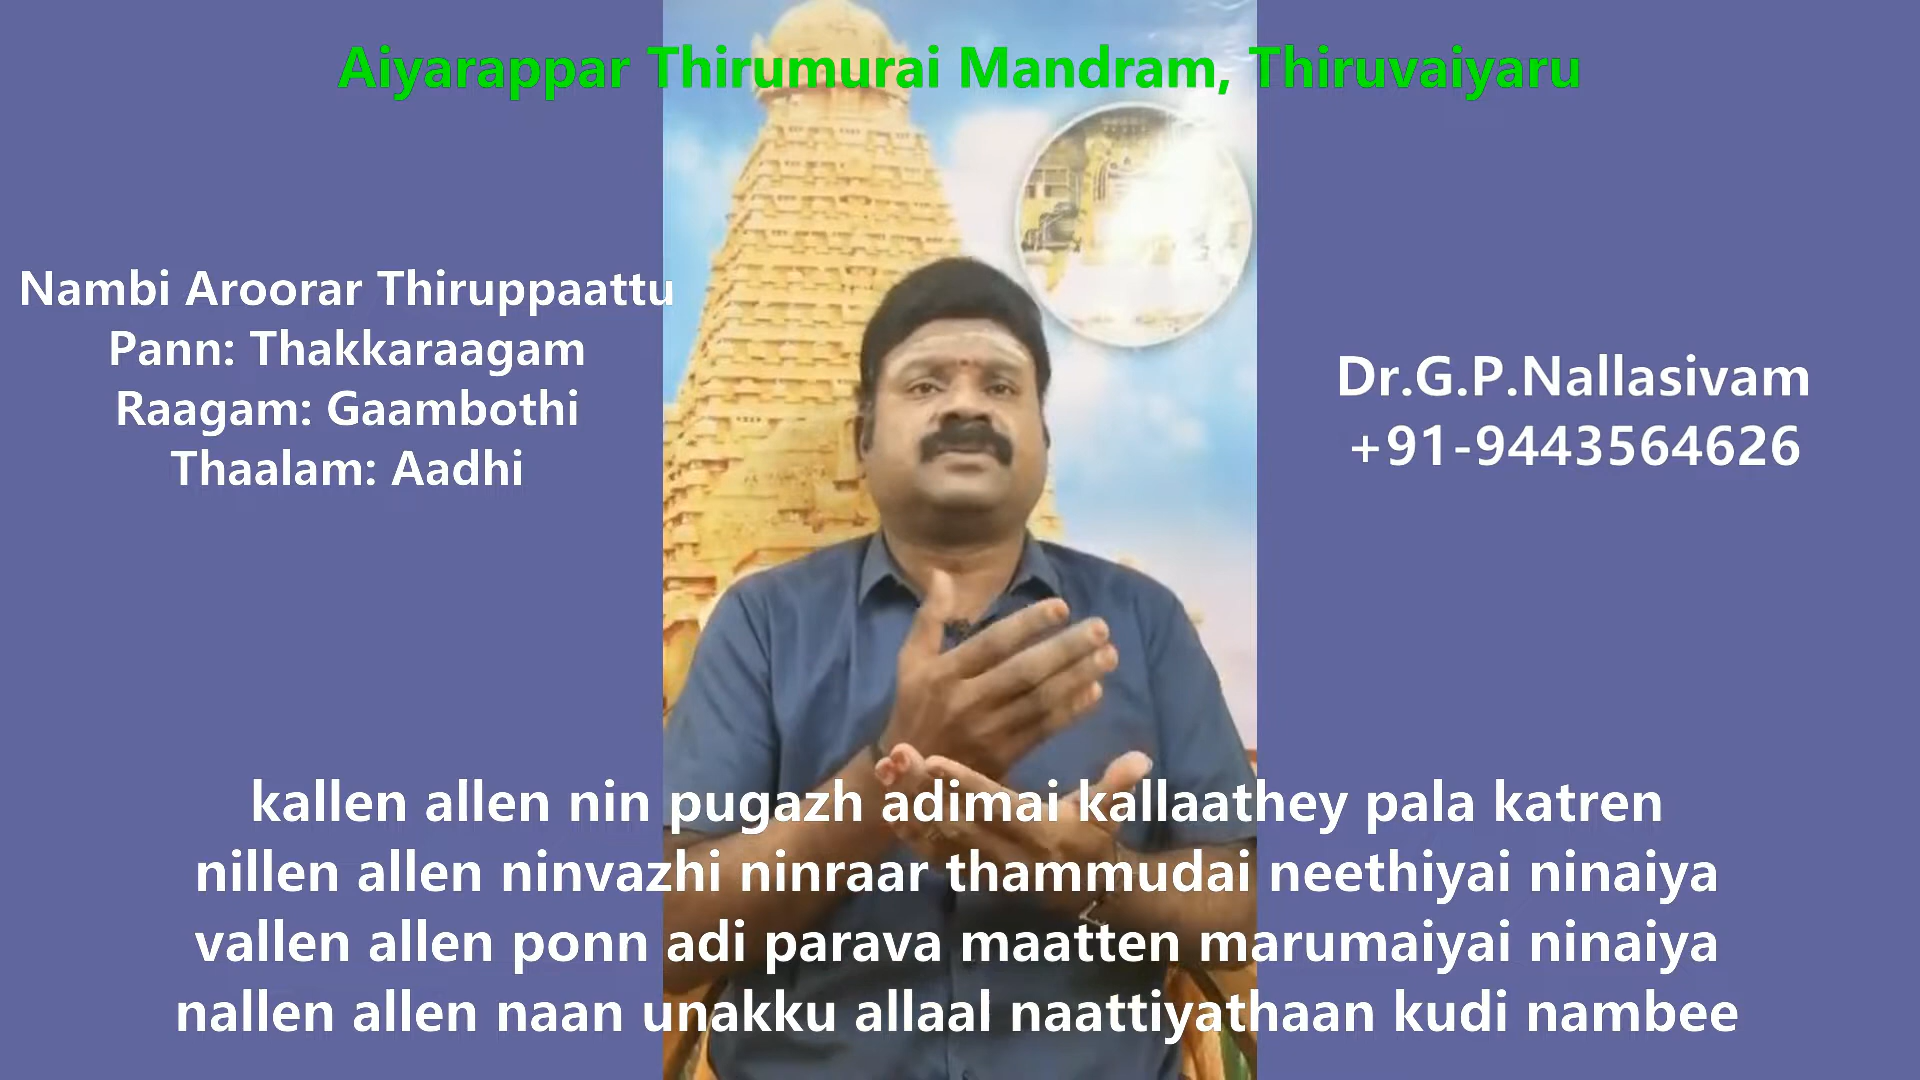 Aiyarappar Thirumurai Mandram, Thiruvaiyaru
Nambi Aroorar Thiruppaattu
Pann: Thakkaraagam
Raagam: Gaambothi
Thaalam: Aadhi
Dr.G.P.Nallasivam
+91-9443564626
kallen allen nin pugazh adimai kallaathey pala katren
nillen allen ninvazhi ninraar thammudai neethiyai ninaiya
vallen allen ponn adi parava maatten marumaiyai ninaiya
nallen allen naan unakku allaal naattiyathaan kudi nambee